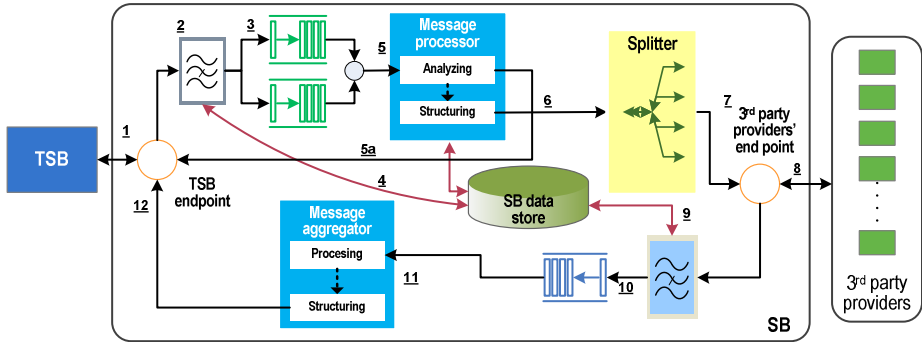 2
3
Message
processor
5
Analyzing
Structuring
6
Splitter
7
3rd party
providers'
end point
8
1
TSB
5a
TSB
endpoint
4
SB data
store
9
12
Message
aggregator
Procesing
Structuring
11
10
3rd party
providers
SB